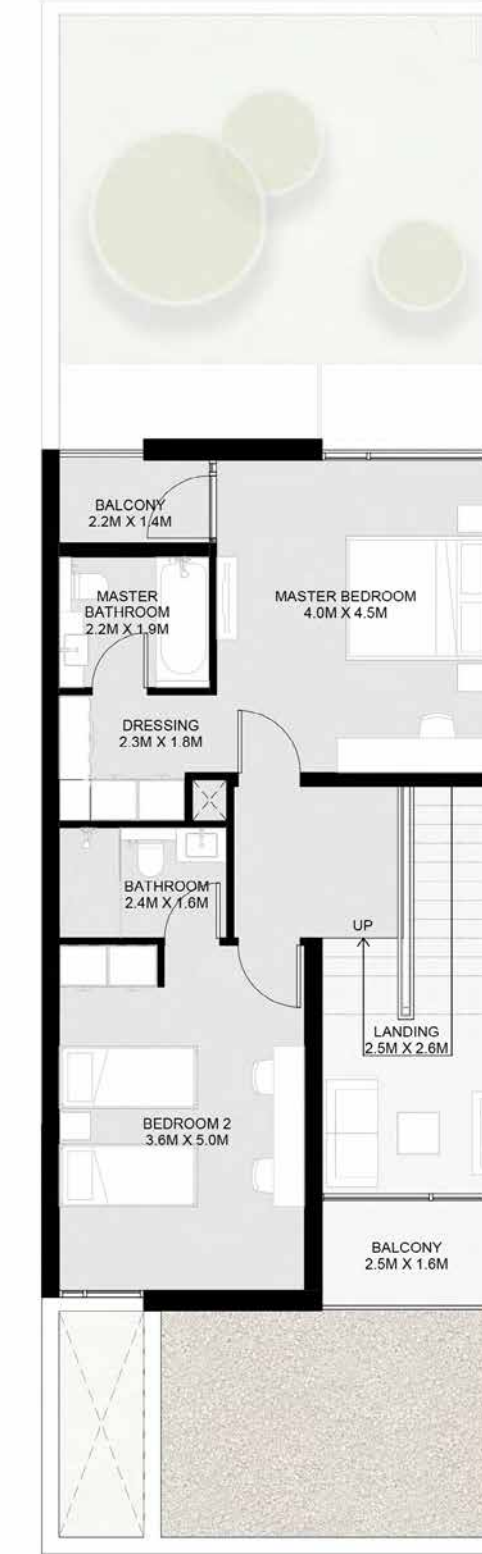 BALCONY
2.2M X 1.4M
MASTER
BATHROOM
2.2M X 1.9M
MASTER BEDROOM
4.0M X 4.5M
DRESSING
2.3M X 1.8M
BATHROOM
2.4M X 1.6M
UP
LANDING
2.5M X 2.6M
BEDROOM 2
3.6M X 5.0M
BALCONY
2.5M X 1.6M